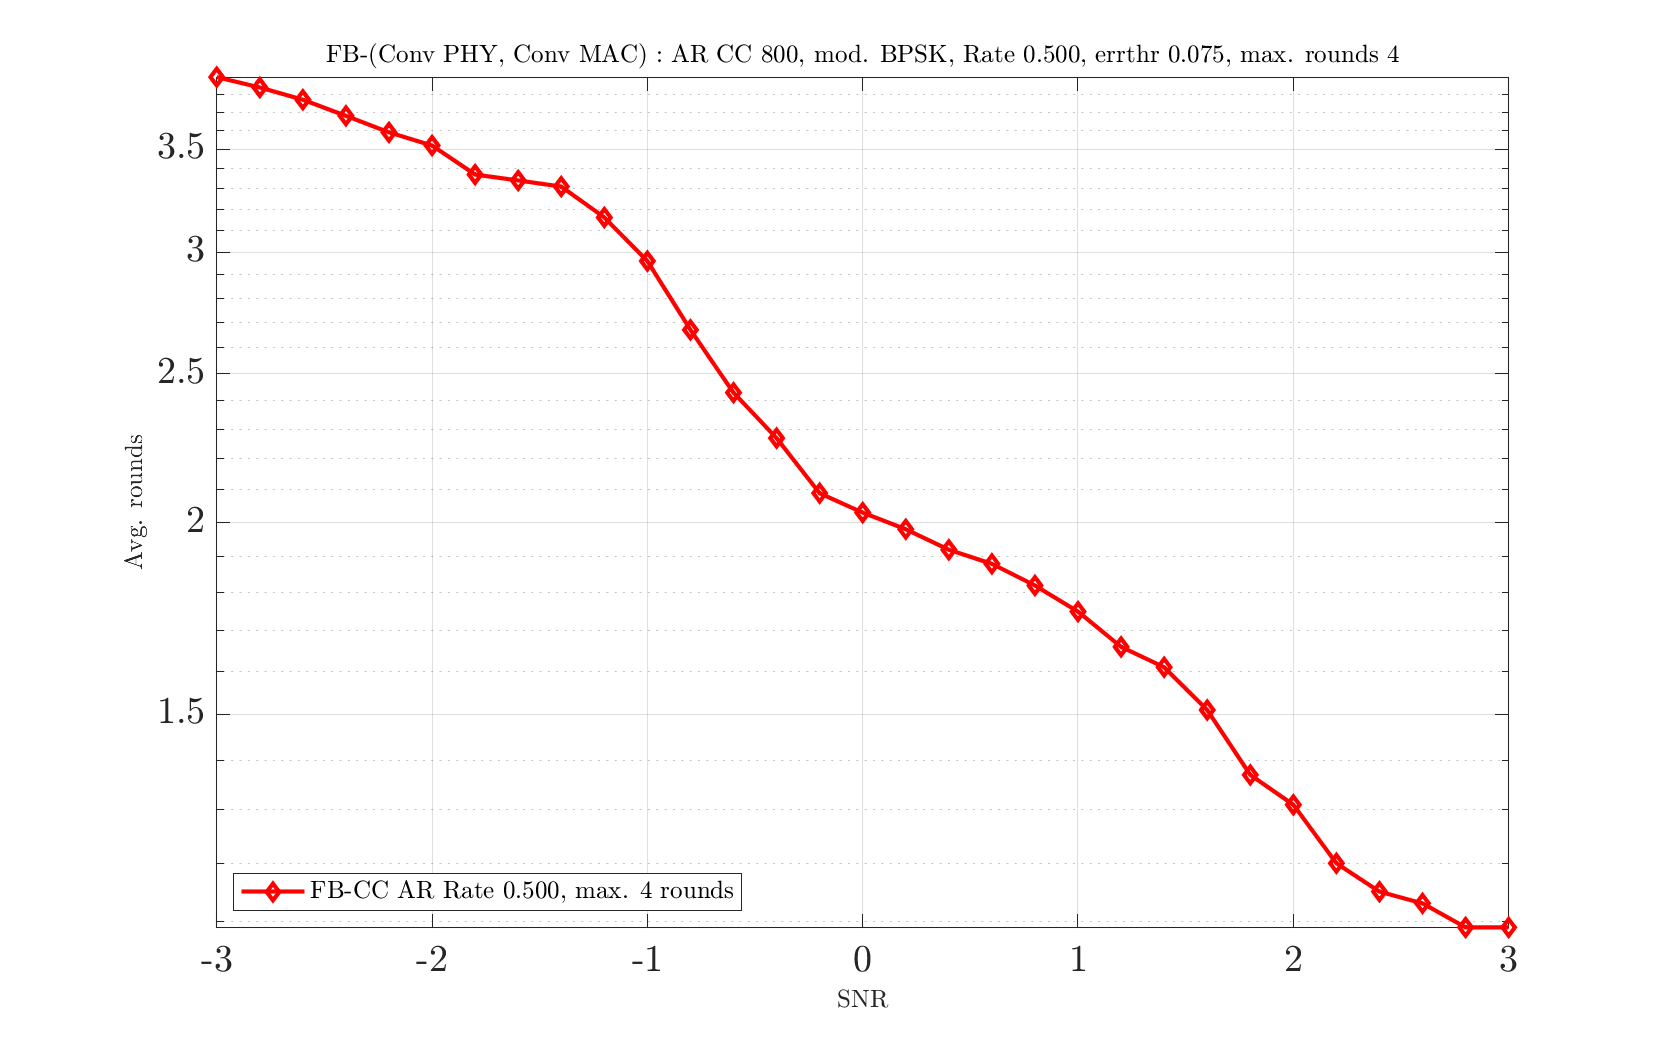 FB-(Conv PHY, Conv MAC) : AR CC 800, mod. BPSK, Rate 0.500, errthr 0.075, max. rounds 4
3.5
3
2.5
2
1.5
Avg. rounds
FB-CC AR Rate 0.500, max. 4 rounds
-3 -2 -1 0 1 2 3
SNR